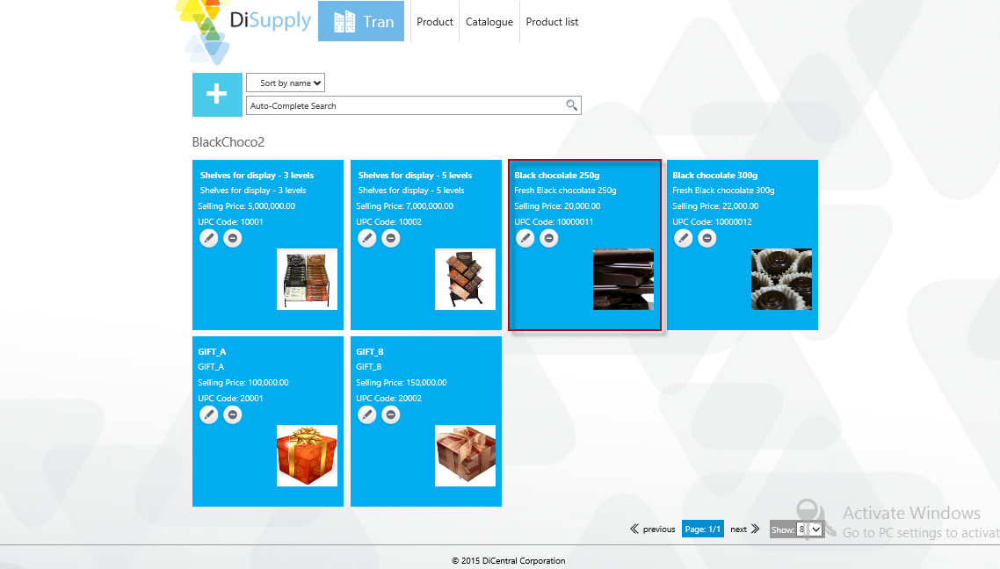 DiSupply
Tran
Product
Catalogue
Product list
+
Sort by name
Auto-Complete Search
BlackChoco2
Shelves for display - 3 levels
Shelves for display - 3 levels
Selling Price: 5,000,000.00
UPC Code: 10001
Shelves for display - 5 levels
Shelves for display - 5 levels
Selling Price: 7,000,000.00
UPC Code: 10002
Black chocolate 250g
Fresh Black chocolate 250g
Selling Price: 20,000.00
UPC Code: 10000011
Black chocolate 300g
Fresh Black chocolate 300g
Selling Price: 22,000.00
UPC Code: 10000012
GIFT_A
GIFT_A
Selling Price: 100,000.00
UPC Code: 20001
GIFT_B
GIFT_B
Selling Price: 150,000.00
UPC Code: 20002
previous Page: 1/1 next Show: 8
Activate Windows
Go to PC settings to activat
© 2015 DiCentral Corporation